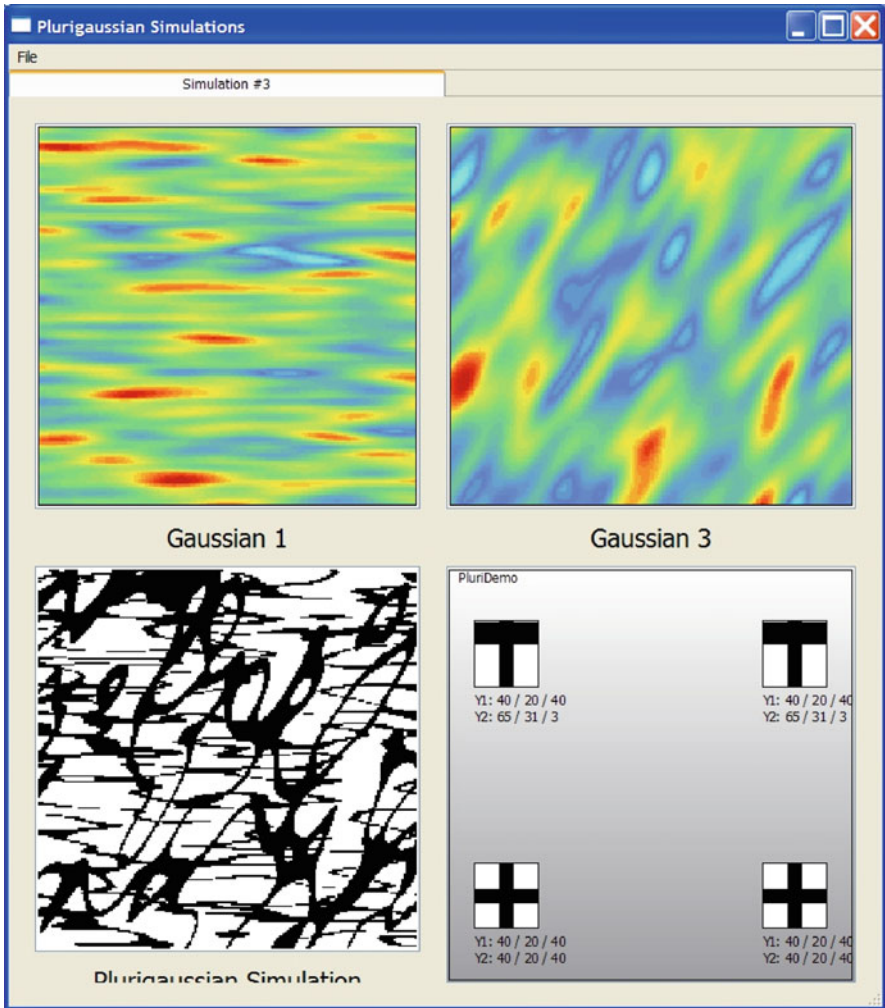 Plurigaussian Simulations
File
Simulation #3
Gaussian 1
Gaussian 3
PluriDemo
Y1: 40 / 20 / 40
Y2: 65 / 31 / 3
Y1: 40 / 20 / 40
Y2: 65 / 31 / 3
Y1: 40 / 20 / 40
Y2: 40 / 20 / 40
Y1: 40 / 20 / 40
Y2: 40 / 20 / 40
Plurigaussian Simulation